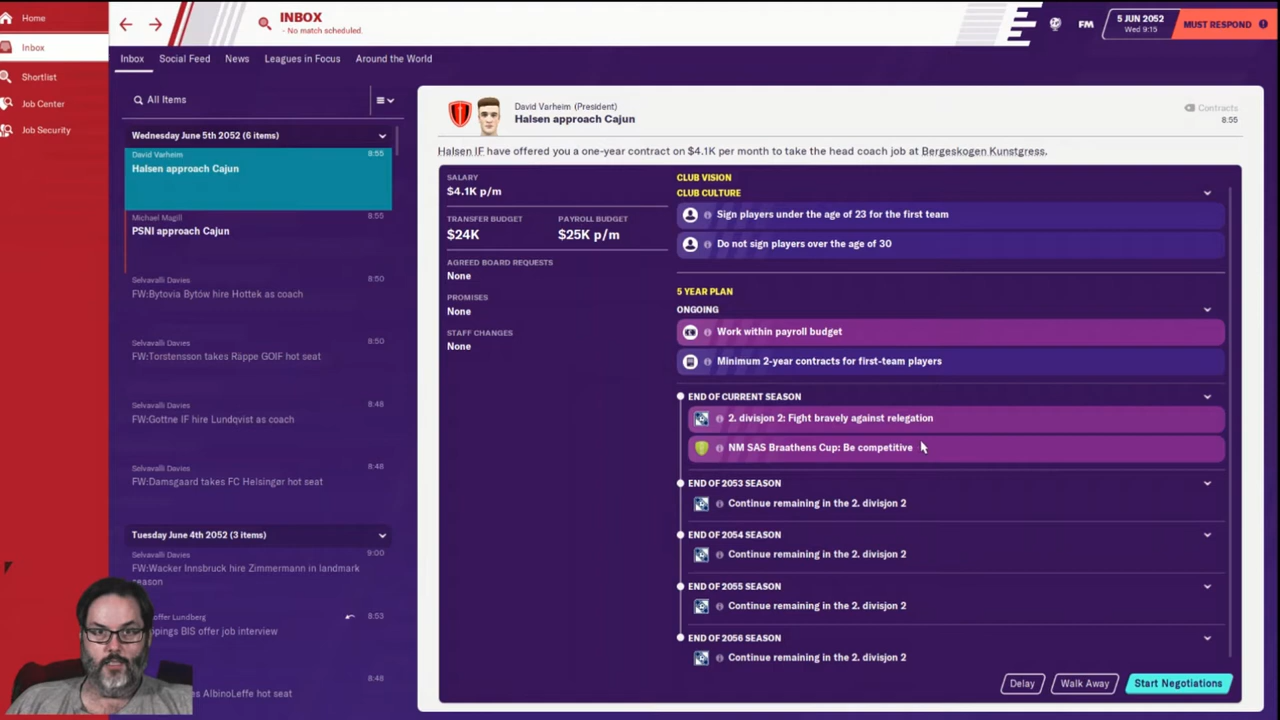 Home
Inbox
Shortlist
Job Center
Job Security
INBOX
- No match scheduled.
FM
5 JUN 2052
Wed 9:15
MUST RESPOND
Inbox
Social Feed
News
Leagues in Focus
Around the World
All Items
Wednesday June 5th 2052 (6 items)
David Varheim
8:55
Halsen approach Cajun
Michael Magill
8:55
PSNI approach Cajun
Selvavalli Davies
8:50
FW:Bytovia Bytów hire Hottek as coach
Selvavalli Davies
8:50
FW:Torstensson takes Räppe GOIF hot seat
Selvavalli Davies
8:48
FW:Gottne IF hire Lundqvist as coach
Selvavalli Davies
8:48
FW:Damsgaard takes FC Helsingør hot seat
Tuesday June 4th 2052 (3 items)
Selvavalli Davies
9:00
FW:Wacker Innsbruck hire Zimmermann in landmark
season
offer Lundberg
8:53
pings BIS offer job interview
8:48
es AlbinoLeffe hot seat
David Varheim (President)
Halsen approach Cajun
Contracts
8:55
Halsen IF have offered you a one-year contract on $4.1K per month to take the coach job at Bergeskogen Kunstgress.
SALARY
$4.1K p/m
TRANSFER BUDGET
PAYROLL BUDGET
$24K
$25K p/m
AGREED BOARD REQUESTS
None
PROMISES
None
STAFF CHANGES
None
CLUB VISION
CLUB CULTURE
Sign players under the age of 23 for the first team
Do not sign players over the age of 30
5 YEAR PLAN
ONGOING
Work within payroll budget
Minimum 2-year contracts for first-team players
END OF CURRENT SEASON
2. divisjon 2: Fight bravely against relegation
NM SAS Braathens Cup: Be competitive
END OF 2053 SEASON
Continue remaining in the 2. divisjon 2
END OF 2054 SEASON
Continue remaining in the 2. divisjon 2
END OF 2055 SEASON
Continue remaining in the 2. divisjon 2
END OF 2056 SEASON
Continue remaining in the 2. divisjon 2
Delay
Walk Away
Start Negotiations